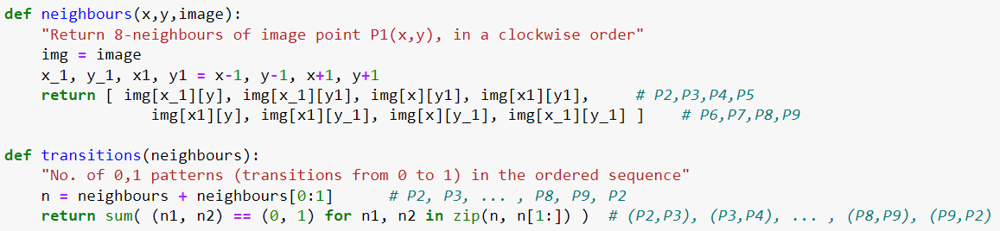 def neighbours(x,y,image):
    "Return 8-neighbours of image point P1(x,y), in a clockwise order"
    img = image
    x_1, y_1, x1, y1 = x-1, y-1, x+1, y+1
    return [ img[x_1][y], img[x_1][y1], img[x][y1], img[x1][y1],     # P2,P3,P4,P5
                img[x1][y], img[x1][y_1], img[x][y_1], img[x_1][y_1] ]    # P6,P7,P8,P9

def transitions(neighbours):
    "No. of 0,1 patterns (transitions from 0 to 1) in the ordered sequence"
    n = neighbours + neighbours[0:1]      # P2, P3, ... , P8, P9, P2
    return sum( (n1, n2) == (0, 1) for n1, n2 in zip(n, n[1:]) )  # (P2,P3), (P3,P4), ... , (P8,P9), (P9,P2)